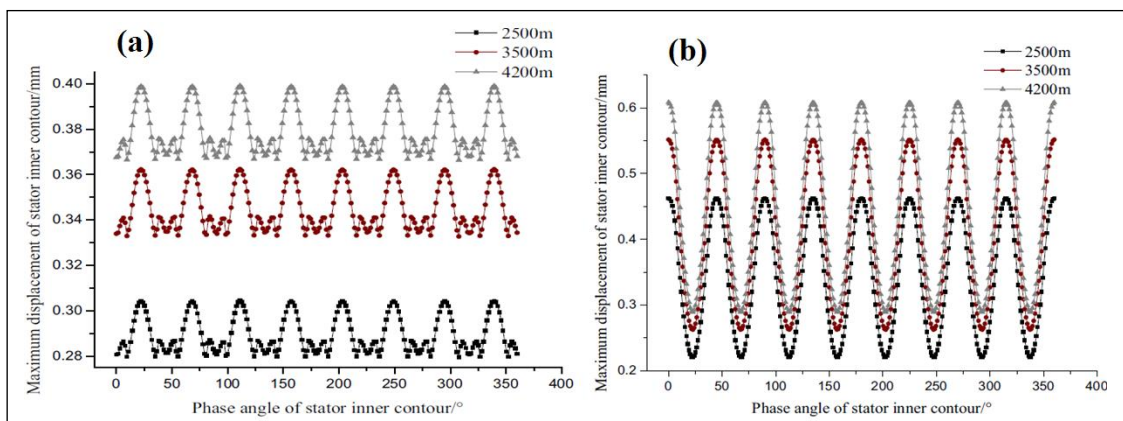 (a)
2500m
3500m
4200m
Maximum displacement of stator inner contour/mm
0.40
0.38
0.36
0.34
0.32
0.30
0.28
0
50
100
150
200
250
300
350
400
Phase angle of stator inner contour/°
(b)
2500m
3500m
4200m
Maximum displacement of stator inner contour/mm
0.6
0.5
0.4
0.3
0.2
0
50
100
150
200
250
300
350
400
Phase angle of stator inner contour/°